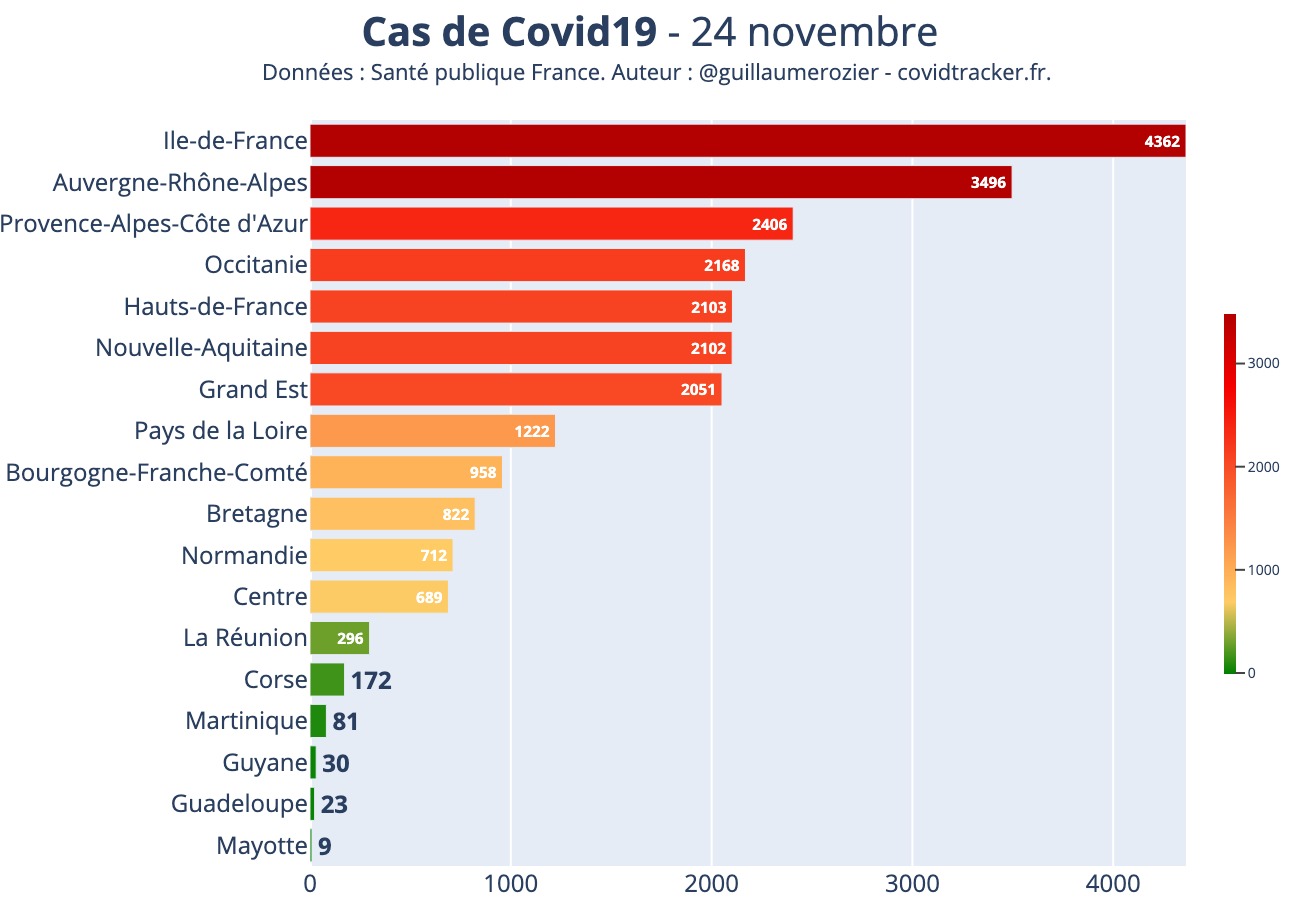 Cas de Covid19 - 24 novembre
Données : Santé publique France. Auteur : @guillaumerozier - covidtracker.fr.
Ile-de-France 4362
Auvergne-Rhône-Alpes 3496
Provence-Alpes-Côte d'Azur 2406
Occitanie 2168
Hauts-de-France 2103
Nouvelle-Aquitaine 2102
Grand Est 2051
Pays de la Loire 1222
Bourgogne-Franche-Comté 958
Bretagne 822
Normandie 712
Centre 689
La Réunion 296
Corse 172
Martinique 81
Guyane 30
Guadeloupe 23
Mayotte 9
0 1000 2000 3000 4000
3000
2000
1000
0